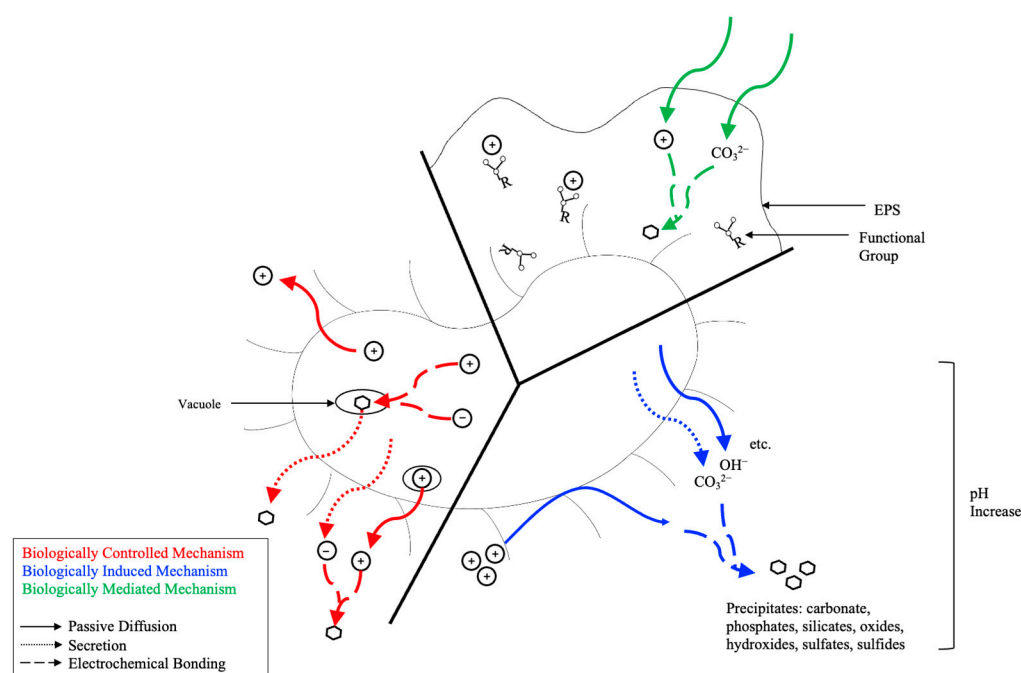 +
CO₃²⁻
+
+
R
R
R
R
EPS
Functional
Group
+
+
+
Vacuole
−
+
etc.
OH⁻
CO₃²⁻
pH
Increase
−
+
+
+
+
Precipitates: carbonate,
phosphates, silicates, oxides,
hydroxides, sulfates, sulfides
Biologically Controlled Mechanism
Biologically Induced Mechanism
Biologically Mediated Mechanism
Passive Diffusion
Secretion
Electrochemical Bonding